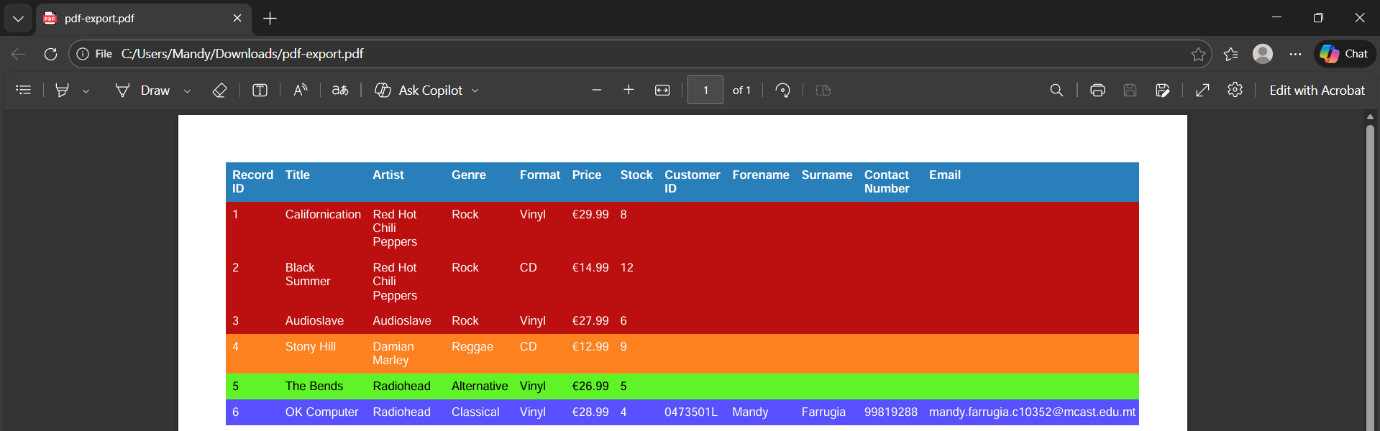 pdf-export.pdf
File C:/Users/Mandy/Downloads/pdf-export.pdf
Chat
Draw
aあ
Ask Copilot
1 of 1
Edit with Acrobat
Record ID Title Artist Genre Format Price Stock Customer ID Forename Surname Contact Number Email
1 Californication Red Hot Chili Peppers Rock Vinyl €29.99 8
2 Black Summer Red Hot Chili Peppers Rock CD €14.99 12
3 Audioslave Audioslave Rock Vinyl €27.99 6
4 Stony Hill Damian Marley Reggae CD €12.99 9
5 The Bends Radiohead Alternative Vinyl €26.99 5
6 OK Computer Radiohead Classical Vinyl €28.99 4 0473501L Mandy Farrugia 99819288 mandy.farrugia.c10352@mcast.edu.mt